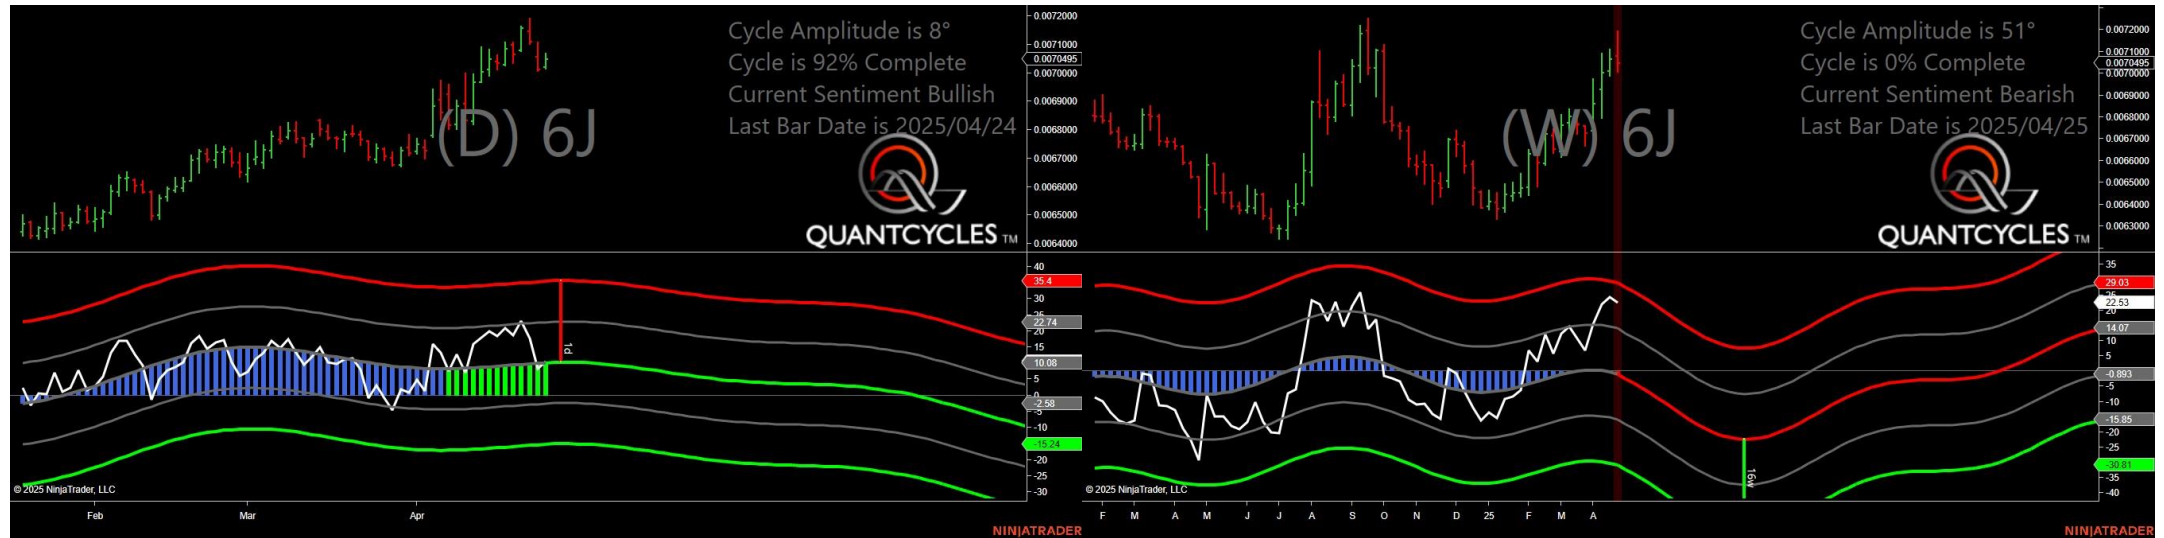 Cycle Amplitude is 8°
Cycle is 92% Complete
Current Sentiment Bullish
Last Bar Date is 2025/04/24
(D) 6J
QUANTCYCLES TM
0.0072000
0.0071000
0.0070495
0.0070000
0.0069000
0.0068000
0.0067000
0.0066000
0.0065000
0.0064000
40
35.4
30
25
22.74
20
15
10.08
5
0
-2.58
-5
-10
-15.24
-20
-25
-30
1d
© 2025 NinjaTrader, LLC
Feb Mar Apr
NINJATRADER
Cycle Amplitude is 51°
Cycle is 0% Complete
Current Sentiment Bearish
Last Bar Date is 2025/04/25
(W) 6J
QUANTCYCLES TM
0.0072000
0.0071000
0.0070495
0.0070000
0.0069000
0.0068000
0.0067000
0.0066000
0.0065000
0.0064000
0.0063000
35
29.03
25
22.53
20
14.07
10
5
-0.893
-5
-10
-15.85
-20
-25
-30.81
-35
-40
16w
© 2025 NinjaTrader, LLC
F M A M J J A S O N D 25 F M A
NINJATRADER